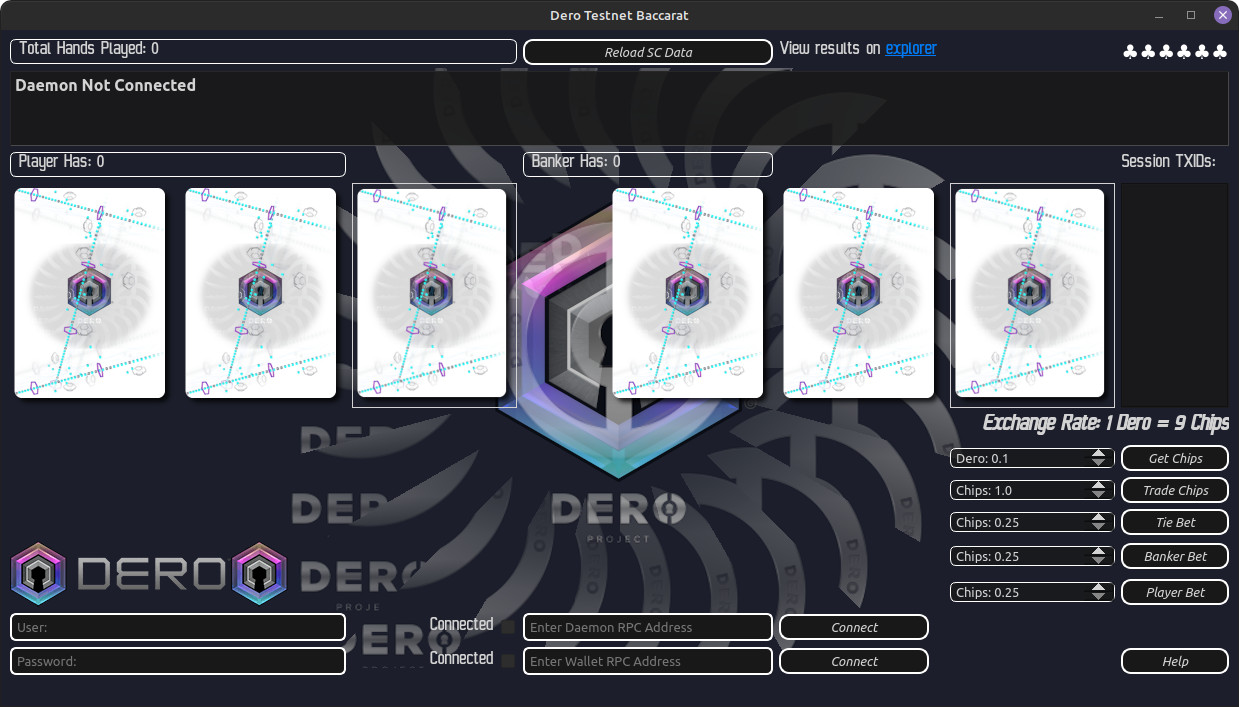 Dero Testnet Baccarat
Total Hands Played: 0
Reload SC Data
View results on explorer
Daemon Not Connected
Player Has: 0
Banker Has: 0
Session TXIDs:
Exchange Rate: 1 Dero = 9 Chips
Dero: 0.1
Get Chips
Chips: 1.0
Trade Chips
Chips: 0.25
Tie Bet
Chips: 0.25
Banker Bet
Chips: 0.25
Player Bet
DERO
DERO
PROJECT
User:
Connected
Enter Daemon RPC Address
Connect
Password:
Connected
Enter Wallet RPC Address
Connect
Help